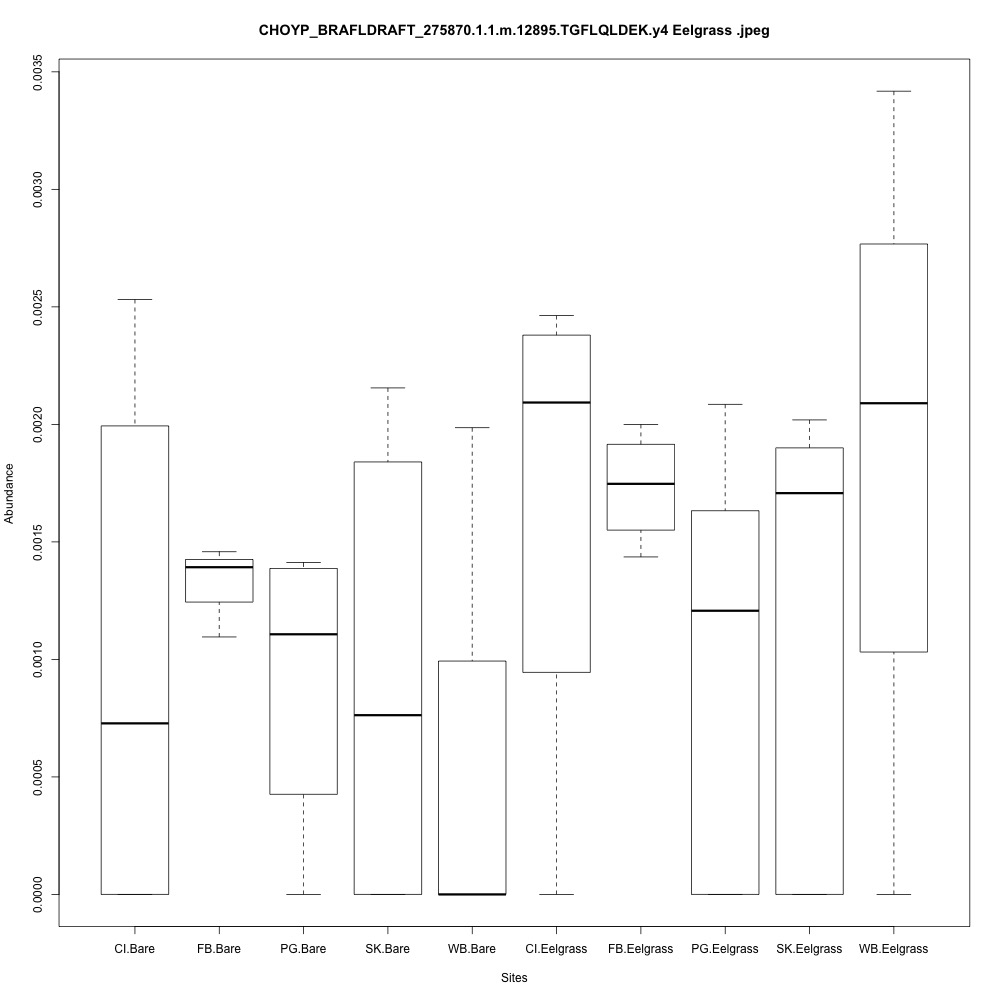 CHOYP_BRAFLDRAFT_275870.1.1.m.12895.TGFLQLDEK.y4 Eelgrass .jpeg
0.0035
0.0030
0.0025
0.0020
0.0015
0.0010
0.0005
0.0000
Abundance
CI.Bare FB.Bare PG.Bare SK.Bare WB.Bare CI.Eelgrass FB.Eelgrass PG.Eelgrass SK.Eelgrass WB.Eelgrass
Sites